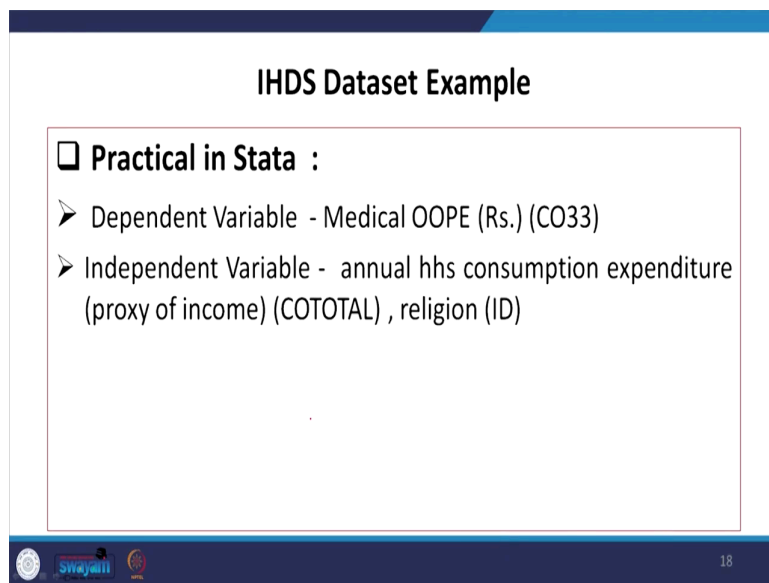 IHDS Dataset Example
❑ Practical in Stata :
➤ Dependent Variable - Medical OOPE (Rs.) (CO33)
➤ Independent Variable - annual hhs consumption expenditure
(proxy of income) (COTOTAL) , religion (ID)
swayam
18